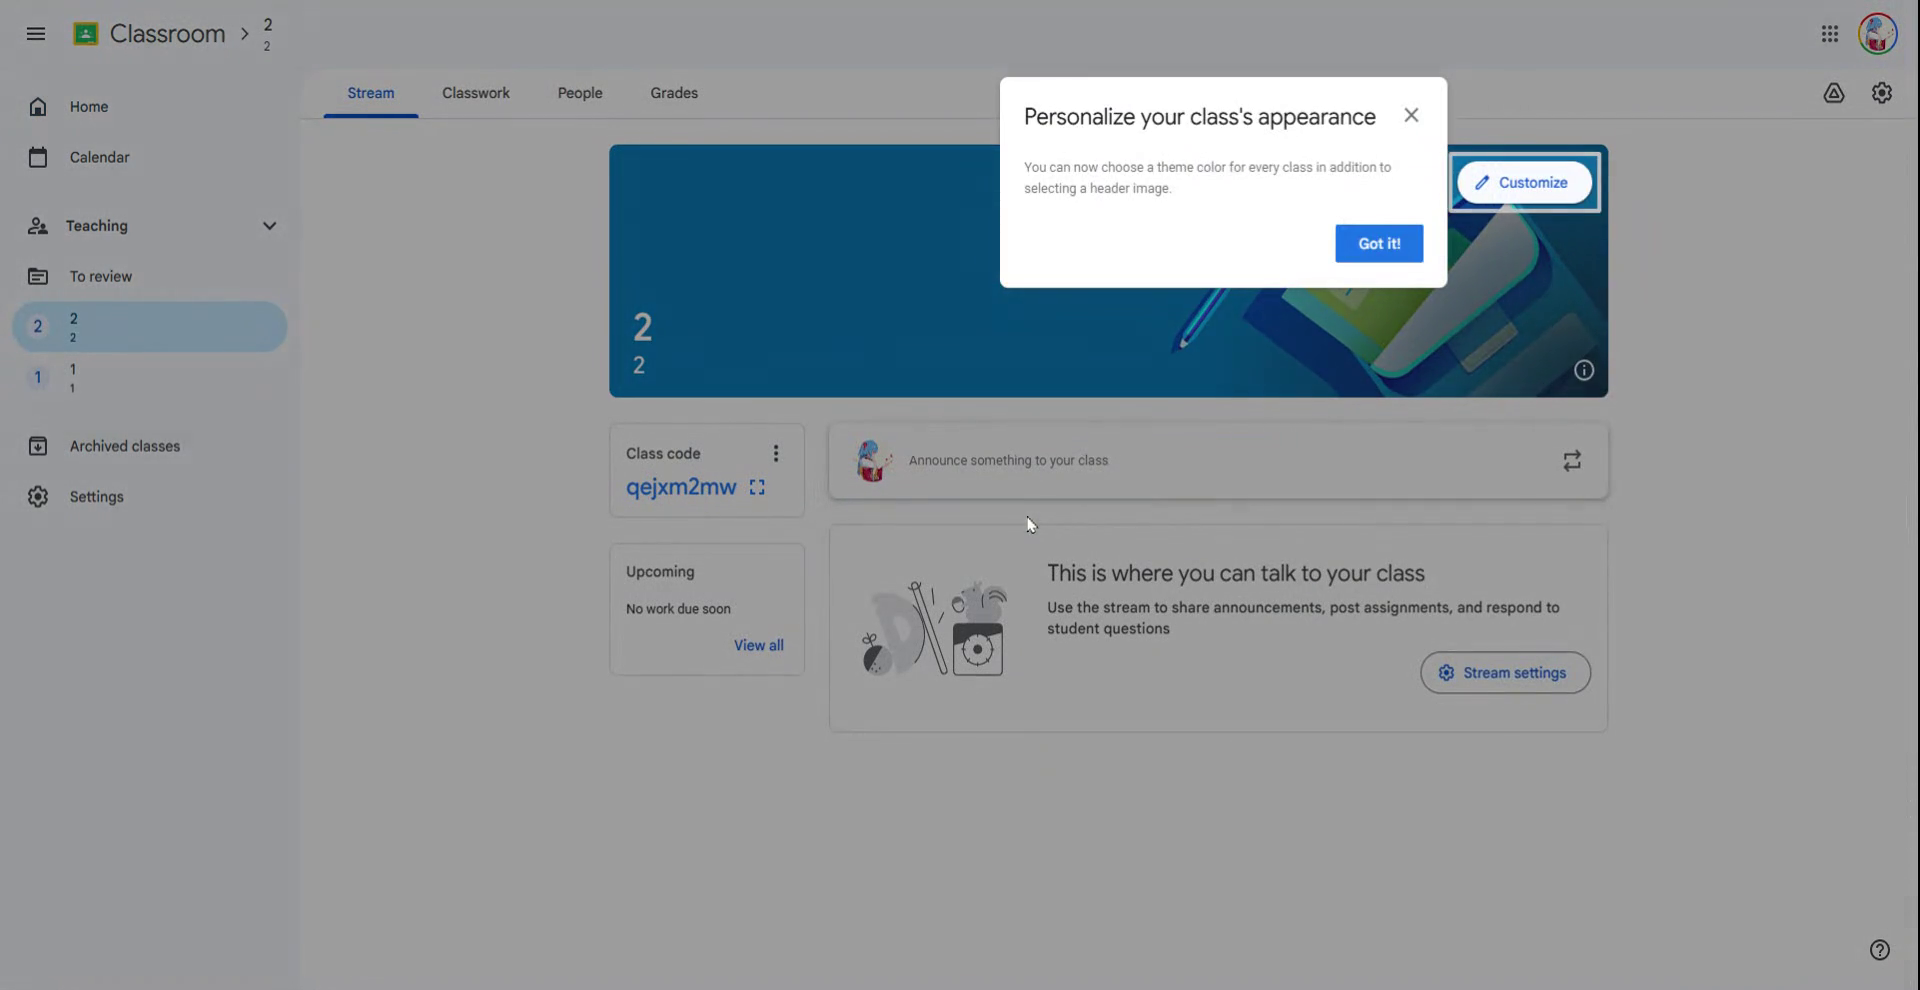 Classroom
2
2
Home
Calendar
Teaching
To review
2
2
2
1
1
1
Archived classes
Settings
Stream
Classwork
People
Grades
Personalize your class's appearance
You can now choose a theme color for every class in addition to
selecting a header image.
Got it!
Customize
2
2
Class code
qejxm2mw
Announce something to your class
Upcoming
No work due soon
View all
This is where you can talk to your class
Use the stream to share announcements, post assignments, and respond to
student questions
Stream settings